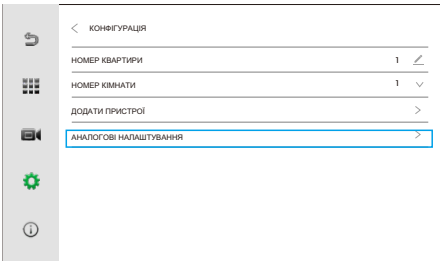 КОНФІГУРАЦІЯ
НОМЕР КВАРТИРИ 1
НОМЕР КІМНАТИ 1
ДОДАТИ ПРИСТРОЇ
АНАЛОГОВІ НАЛАШТУВАННЯ